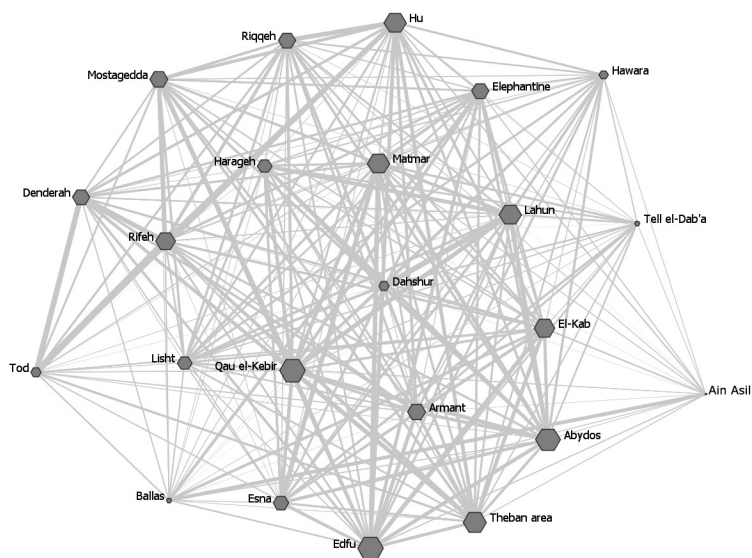 Hu
Riqqeh
Hawara
Mostagedda
Elephantine
Harageh
Matmar
Denderah
Lahun
Tell el-Dab'a
Rifeh
Dahshur
El-Kab
Tod
Lisht
Qau el-Kebir
Ain Asil
Armant
Abydos
Ballas
Esna
Theban area
Edfu